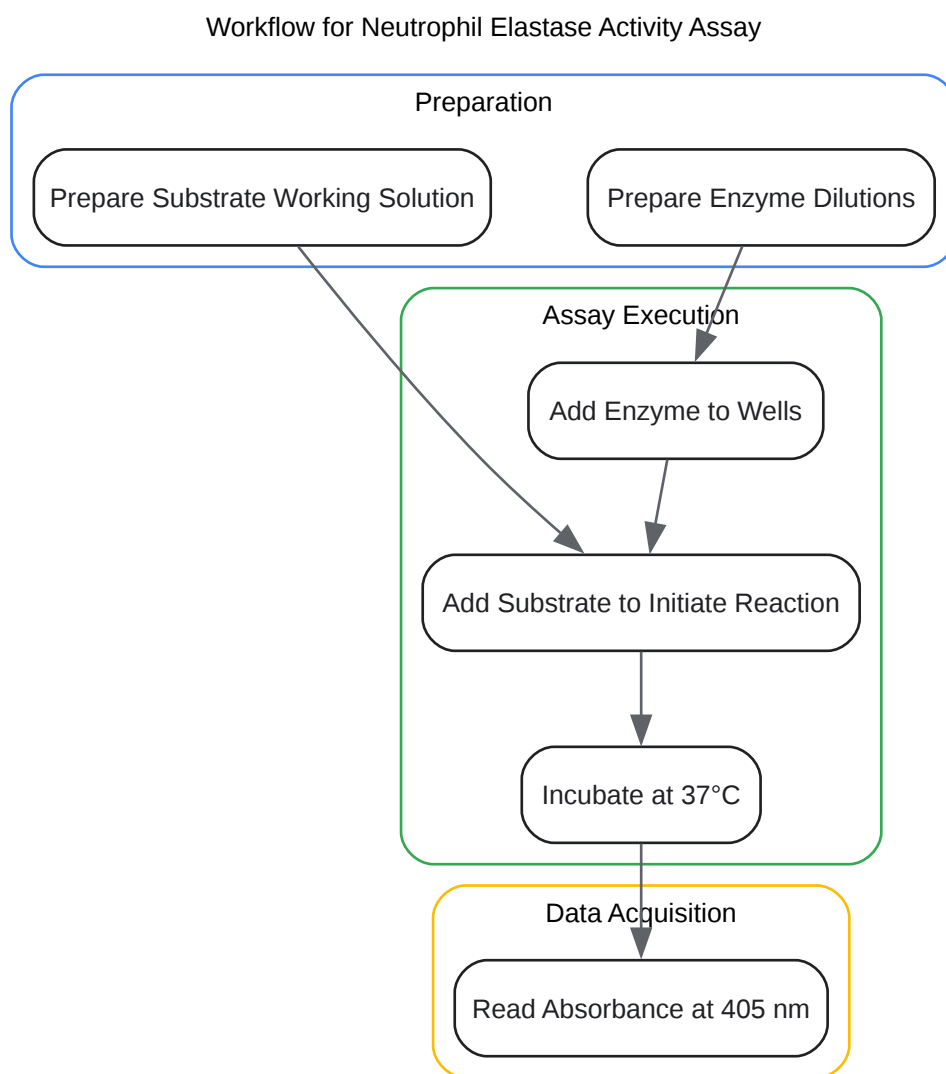 Workflow for Neutrophil Elastase Activity Assay
Preparation
Prepare Substrate Working Solution
Prepare Enzyme Dilutions
Assay Execution
Add Enzyme to Wells
Add Substrate to Initiate Reaction
Incubate at 37°C
Data Acquisition
Read Absorbance at 405 nm